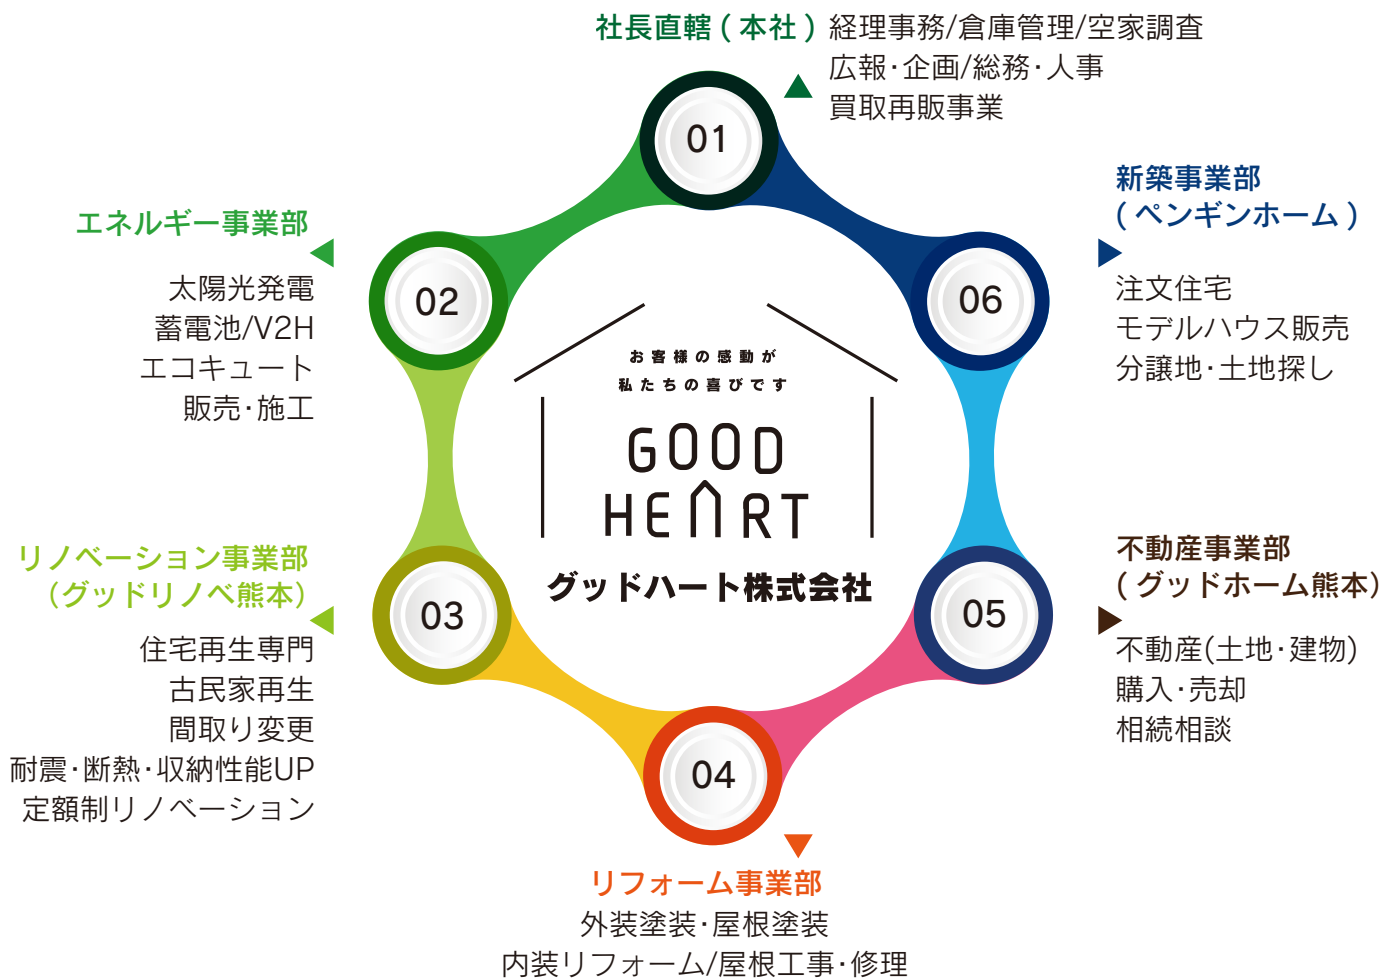 社長直轄 ( 本社 )
経理事務/倉庫管理/空家調査
広報･企画/総務･人事
買取再販事業
01
エネルギー事業部
太陽光発電
蓄電池/V2H
エコキュート
販売･施工
02
リノベーション事業部
（グッドリノベ熊本）
住宅再生専門
古民家再生
間取り変更
耐震･断熱･収納性能UP
定額制リノベーション
03
リフォーム事業部
外装塗装･屋根塗装
内装リフォーム/屋根工事･修理
04
不動産事業部
( グッドホーム熊本）
不動産(土地･建物)
購入･売却
相続相談
05
新築事業部
( ペンギンホーム )
注文住宅
モデルハウス販売
分譲地･土地探し
06
お客様の感動が
私たちの喜びです
GOOD
HEART
グッドハート株式会社